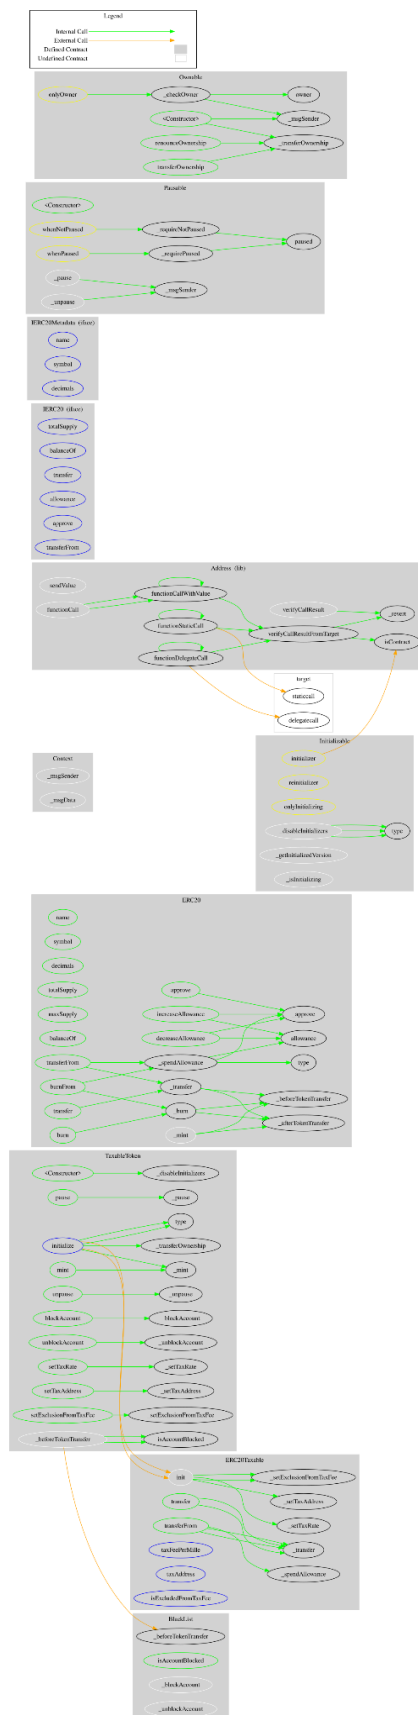 Legend
Internal Call
External Call
Defined Contract
Undefined Contract
Ownable
onlyOwner
_checkOwner
owner
<Constructor>
_msgSender
renounceOwnership
_transferOwnership
transferOwnership
Pausable
<Constructor>
whenNotPaused
_requireNotPaused
whenPaused
_requirePaused
paused
_pause
_unpause
_msgSender
IERC20Metadata (iface)
name
symbol
decimals
IERC20 (iface)
totalSupply
balanceOf
transfer
allowance
approve
transferFrom
Address (lib)
sendValue
functionCall
functionCallWithValue
functionStaticCall
functionDelegateCall
verifyCallResult
verifyCallResultFromTarget
_revert
isContract
target
staticcall
delegatecall
Context
_msgSender
_msgData
Initializable
initializer
reinitializer
onlyInitializing
_disableInitializers
type
_getInitializedVersion
_isInitializing
ERC20
name
symbol
decimals
totalSupply
maxSupply
balanceOf
transferFrom
burnFrom
transfer
burn
approve
increaseAllowance
decreaseAllowance
_spendAllowance
_transfer
_burn
_mint
_approve
allowance
type
_beforeTokenTransfer
_afterTokenTransfer
TaxableToken
<Constructor>
_disableInitializers
pause
_pause
type
initialize
_transferOwnership
mint
_mint
unpause
_unpause
blockAccount
_blockAccount
unblockAccount
_unblockAccount
setTaxRate
_setTaxRate
setTaxAddress
_setTaxAddress
setExclusionFromTaxFee
_setExclusionFromTaxFee
_beforeTokenTransfer
isAccountBlocked
ERC20Taxable
init
_setExclusionFromTaxFee
transfer
_setTaxAddress
transferFrom
_setTaxRate
taxFeePerMille
_transfer
taxAddress
_spendAllowance
isExcludedFromTaxFee
BlackList
_beforeTokenTransfer
isAccountBlocked
_blockAccount
_unblockAccount